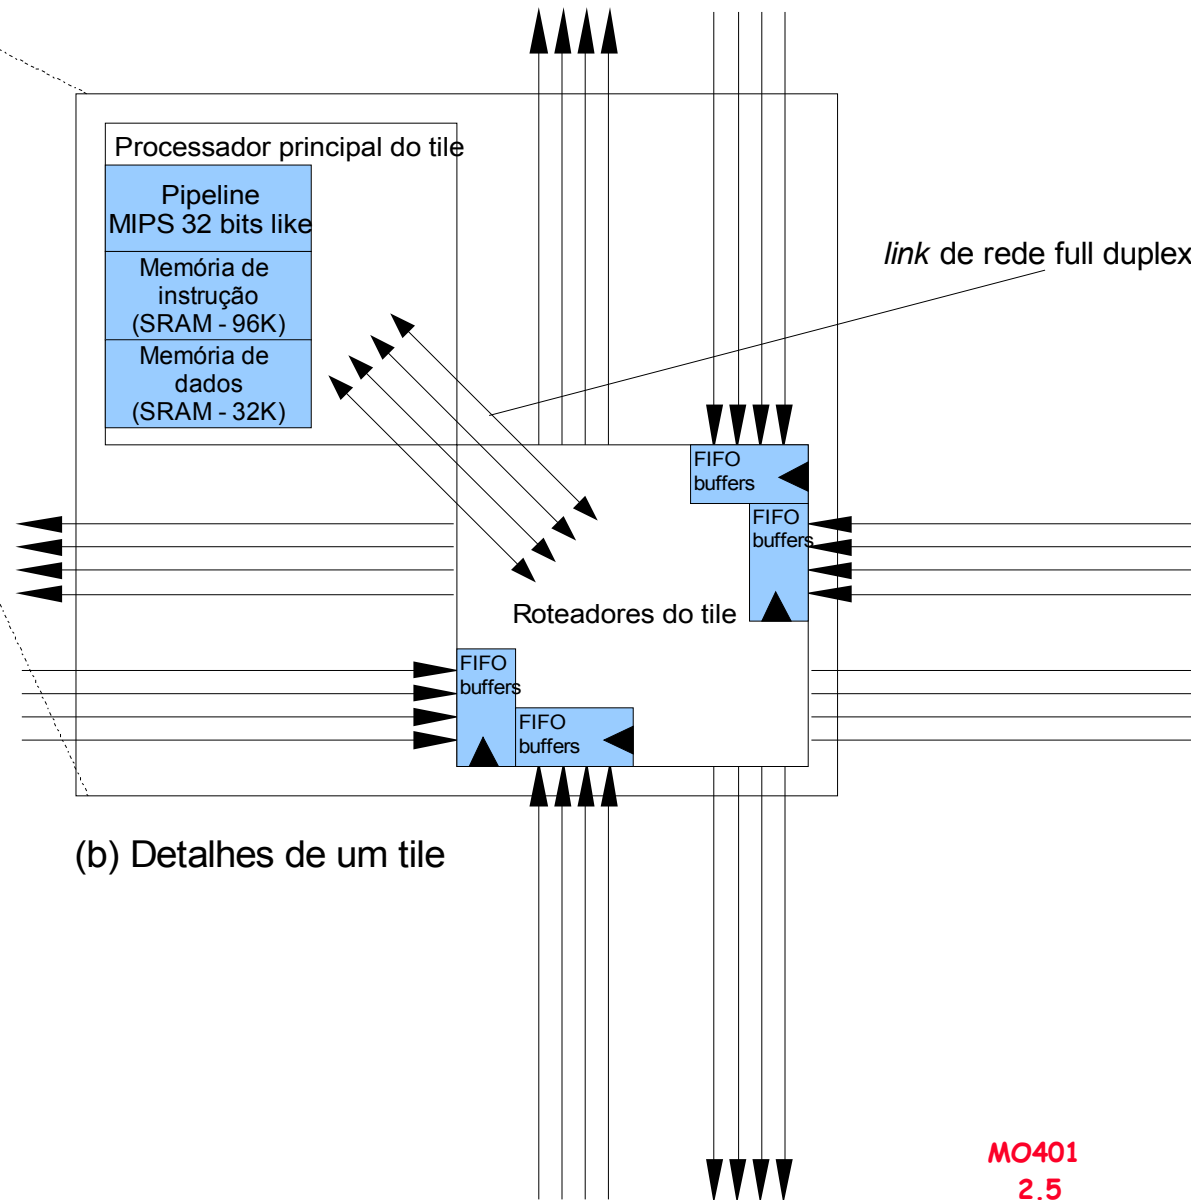 Processador principal do tile
Pipeline
MIPS 32 bits like
Memória de
instrução
(SRAM - 96K)
Memória de
dados
(SRAM - 32K)
link de rede full duplex
FIFO
buffers
FIFO
buffers
Roteadores do tile
FIFO
buffers
FIFO
buffers
(b) Detalhes de um tile
MO401
2.5